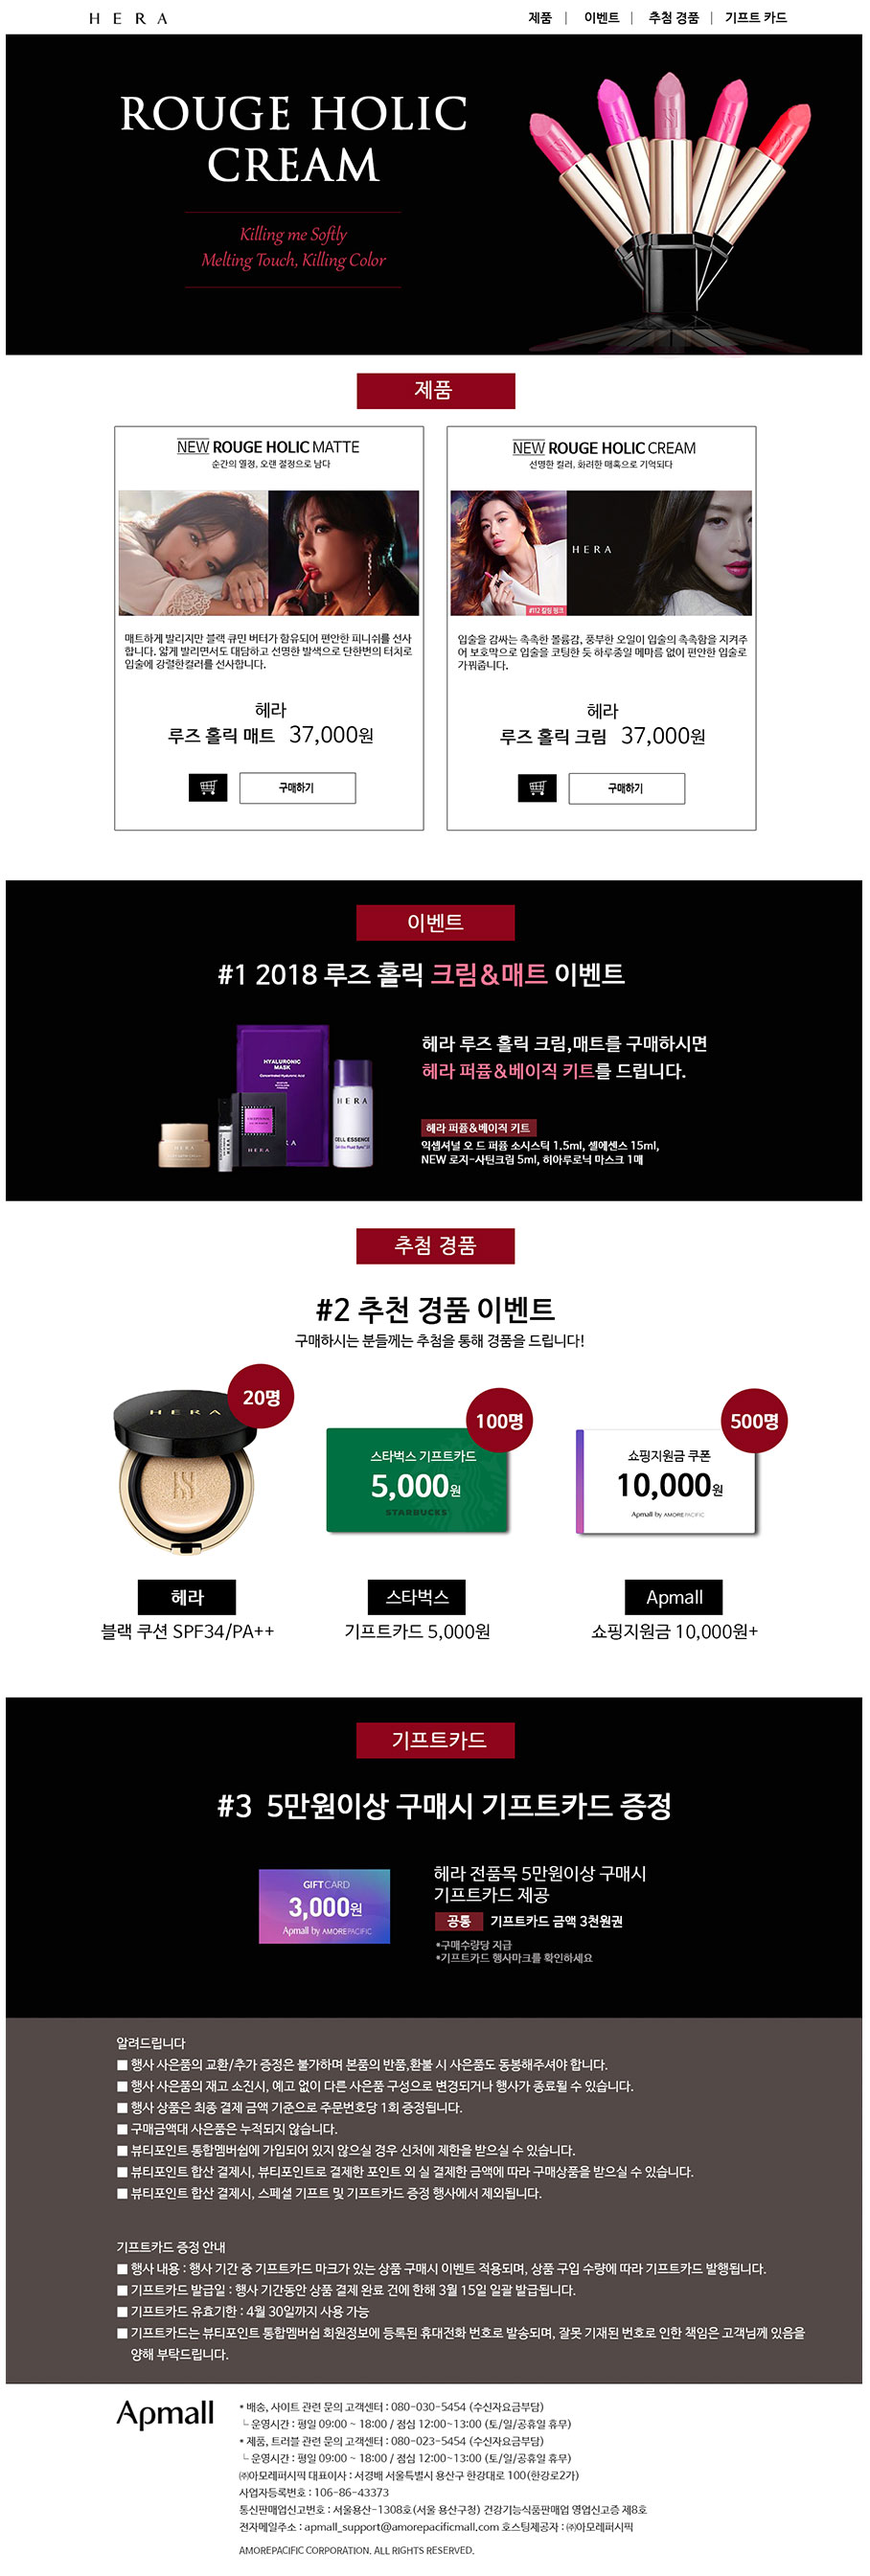 HERA
제품 | 이벤트 | 추첨 경품 | 기프트 카드
ROUGE HOLIC
CREAM
Killing me Softly
Melting Touch, Killing Color
제품
NEW ROUGE HOLIC MATTE
순간의 열정, 오랜 절정으로 남다
매트하게 발리지만 블랙 큐민 버터가 함유되어 편안한 피니쉬를 선사
합니다. 얇게 발리면서도 대담하고 선명한 발색으로 단한번의 터치로
입술에 강렬한컬러를 선사합니다.
헤라
루즈 홀릭 매트 37,000원
구매하기
NEW ROUGE HOLIC CREAM
선명한 컬러, 화려한 매혹으로 기억되다
HERA
#112 킬링 핑크
입술을 감싸는 촉촉한 볼륨감, 풍부한 오일이 입술의 촉촉함을 지켜주
어 보호막으로 입술을 코팅한 듯 하루종일 메마름 없이 편안한 입술로
가꿔줍니다.
헤라
루즈 홀릭 크림 37,000원
구매하기
이벤트
#1 2018 루즈 홀릭 크림&매트 이벤트
HYALURONIC
MASK
HERA
CELL ESSENCE
HERA
HERA
헤라 루즈 홀릭 크림,매트를 구매하시면
헤라 퍼퓸&베이직 키트를 드립니다.
헤라 퍼퓸&베이직 키트
익셉셔널 오 드 퍼퓸 소시스틱 1.5ml, 셀에센스 15ml,
NEW 로지-사틴크림 5ml, 히아루로닉 마스크 1매
추첨 경품
#2 추천 경품 이벤트
구매하시는 분들께는 추첨을 통해 경품을 드립니다!
HERA
20명
헤라
블랙 쿠션 SPF34/PA++
100명
스타벅스 기프트카드
5,000원
STARBUCKS
스타벅스
기프트카드 5,000원
500명
쇼핑지원금 쿠폰
10,000원
Apmall by AMOREPACIFIC
Apmall
쇼핑지원금 10,000원+
기프트카드
#3 5만원이상 구매시 기프트카드 증정
GIFT CARD
3,000원
Apmall by AMOREPACIFIC
헤라 전품목 5만원이상 구매시
기프트카드 제공
공통 기프트카드 금액 3천원권
*구매수량당 지급
*기프트카드 행사마크를 확인하세요
알려드립니다
■ 행사 사은품의 교환/추가 증정은 불가하며 본품의 반품,환불 시 사은품도 동봉해주셔야 합니다.
■ 행사 사은품의 재고 소진시, 예고 없이 다른 사은품 구성으로 변경되거나 행사가 종료될 수 있습니다.
■ 행사 상품은 최종 결제 금액 기준으로 주문번호당 1회 증정됩니다.
■ 구매금액대 사은품은 누적되지 않습니다.
■ 뷰티포인트 통합멤버쉽에 가입되어 있지 않으실 경우 신처에 제한을 받으실 수 있습니다.
■ 뷰티포인트 합산 결제시, 뷰티포인트로 결제한 포인트 외 실 결제한 금액에 따라 구매상품을 받으실 수 있습니다.
■ 뷰티포인트 합산 결제시, 스페셜 기프트 및 기프트카드 증정 행사에서 제외됩니다.
기프트카드 증정 안내
■ 행사 내용 : 행사 기간 중 기프트카드 마크가 있는 상품 구매시 이벤트 적용되며, 상품 구입 수량에 따라 기프트카드 발행됩니다.
■ 기프트카드 발급일 : 행사 기간동안 상품 결제 완료 건에 한해 3월 15일 일괄 발급됩니다.
■ 기프트카드 유효기한 : 4월 30일까지 사용 가능
■ 기프트카드는 뷰티포인트 통합멤버쉽 회원정보에 등록된 휴대전화 번호로 발송되며, 잘못 기재된 번호로 인한 책임은 고객님께 있음을
양해 부탁드립니다.
Apmall
* 배송, 사이트 관련 문의 고객센터 : 080-030-5454 (수신자요금부담)
└ 운영시간 : 평일 09:00 ~ 18:00 / 점심 12:00~13:00 (토/일/공휴일 휴무)
* 제품, 트러블 관련 문의 고객센터 : 080-023-5454 (수신자요금부담)
└ 운영시간 : 평일 09:00 ~ 18:00 / 점심 12:00~13:00 (토/일/공휴일 휴무)
㈜아모레퍼시픽 대표이사 : 서경배 서울특별시 용산구 한강대로 100(한강로2가)
사업자등록번호 : 106-86-43373
통신판매업신고번호 : 서울용산-1308호(서울 용산구청) 건강기능식품판매업 영업신고증 제8호
전자메일주소 : apmall_support@amorepacificmall.com 호스팅제공자 : ㈜아모레퍼시픽
AMOREPACIFIC CORPORATION. ALL RIGHTS RESERVED.